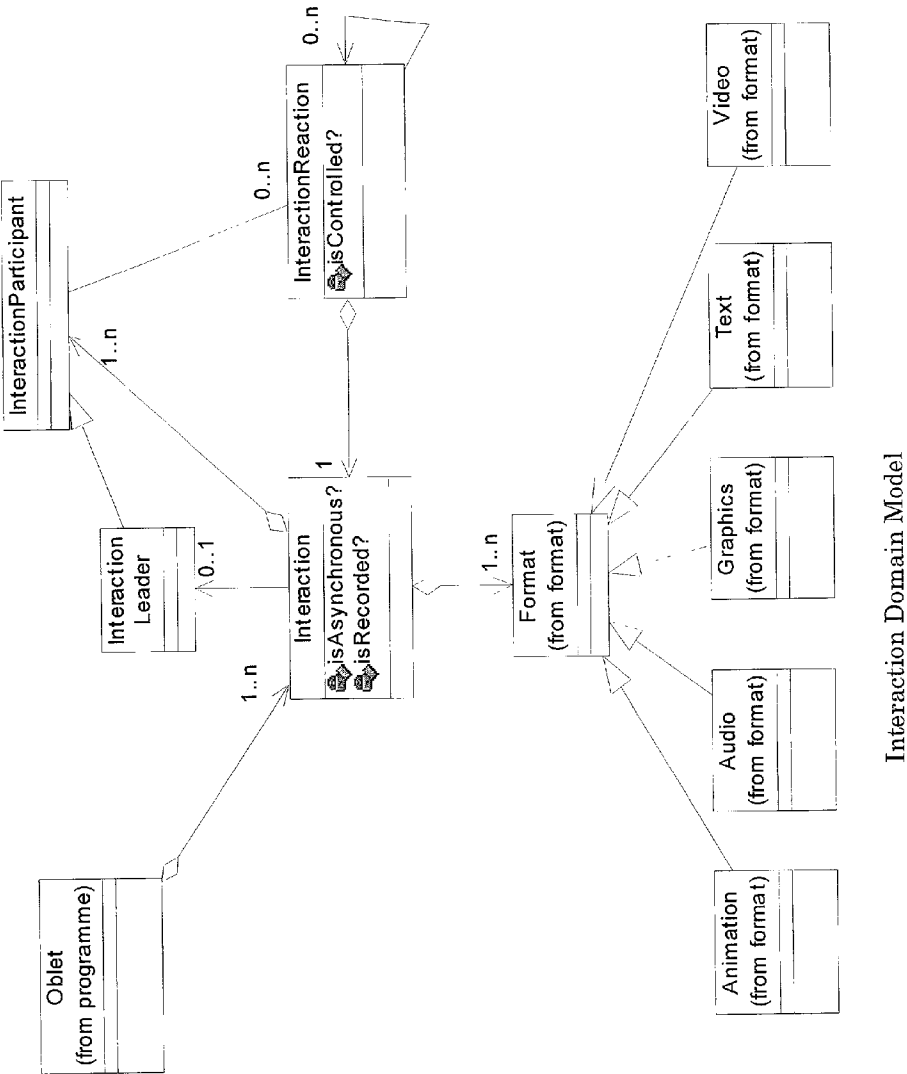 Oblet
(from programme)
1..n
Interaction
Leader
0..1
InteractionParticipant
1..n
0..n
Interaction
isAsynchronous?
isRecorded?
1
InteractionReaction
isControlled?
0..n
1..n
Format
(from format)
Animation
(from format)
Audio
(from format)
Graphics
(from format)
Text
(from format)
Video
(from format)
Interaction Domain Model